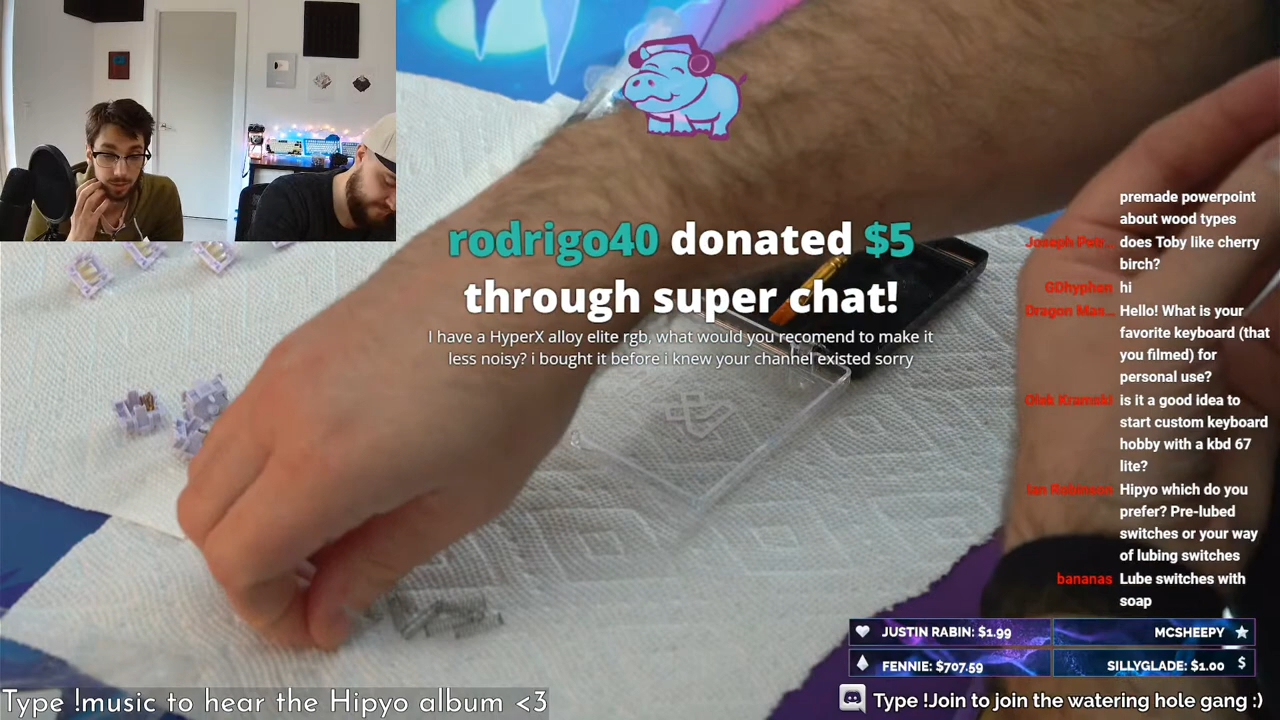 rodrigo40 donated $5
through super chat!
I have a HyperX alloy elite rgb, what would you recomend to make it
less noisy? i bought it before i knew your channel existed sorry
premade powerpoint
about wood types
does Toby like cherry
birch?
GDhyphen hi
Dragon Man... Hello! What is your
favorite keyboard (that
you filmed) for
personal use?
is it a good idea to
start custom keyboard
hobby with a kbd 67
lite?
Ian Robinson Hipyo which do you
prefer? Pre-lubed
switches or your way
of lubing switches
bananas Lube switches with
soap
JUSTIN RABIN: $1.99
MCSHEEPY
FENNIE: $707.59
SILLYGLADE: $1.00
Type !music to hear the Hipyo album <3
Type !Join to join the watering hole gang :)